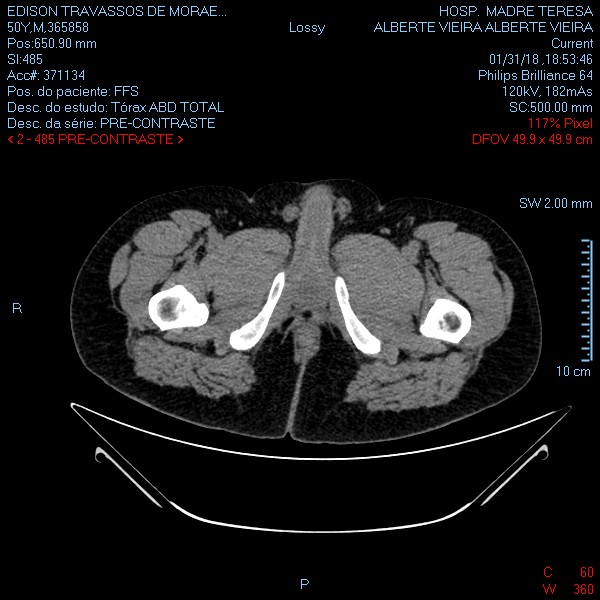 EDISON TRAVASSOS DE MORAE...
50Y,M,365858
Pos:650.90 mm
SI:485
Acc#: 371134
Pos. do paciente: FFS
Desc. do estudo: Tórax ABD TOTAL
Desc. da série: PRE-CONTRASTE
< 2 - 485 PRE-CONTRASTE >
Lossy
HOSP. MADRE TERESA
ALBERTE VIEIRA ALBERTE VIEIRA
Current
01/31/18 ,18:53:46
Philips Brilliance 64
120kV, 182mAs
SC:500.00 mm
117% Pixel
DFOV 49.9 x 49.9 cm
SW 2.00 mm
R
10 cm
P
C 60
W 360